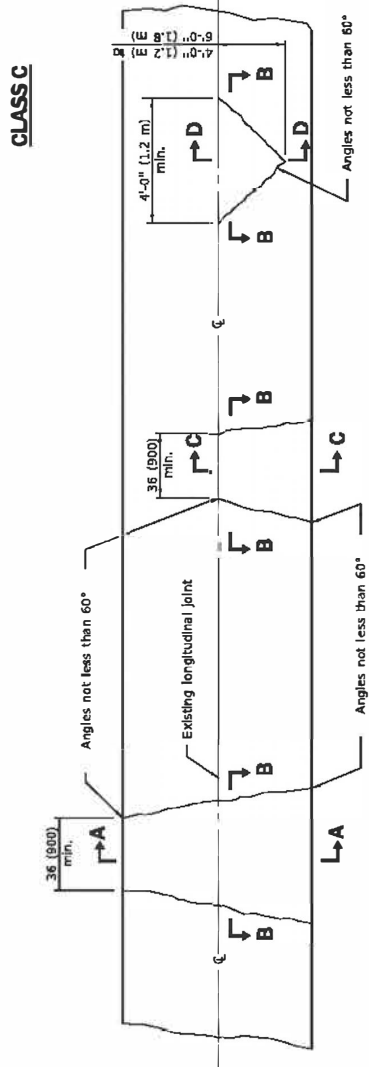 CLASS C
36 (900)
min.
A
Angles not less than 60°
36 (900)
min.
C
4'-0" (1.2 m)
min.
D
4'-0" (1.2 m) to
6'-0" (1.8 m)
Existing longitudinal joint
℄
B
B
B
B
℄
B
B
A
Angles not less than 60°
C
D
Angles not less than 60°